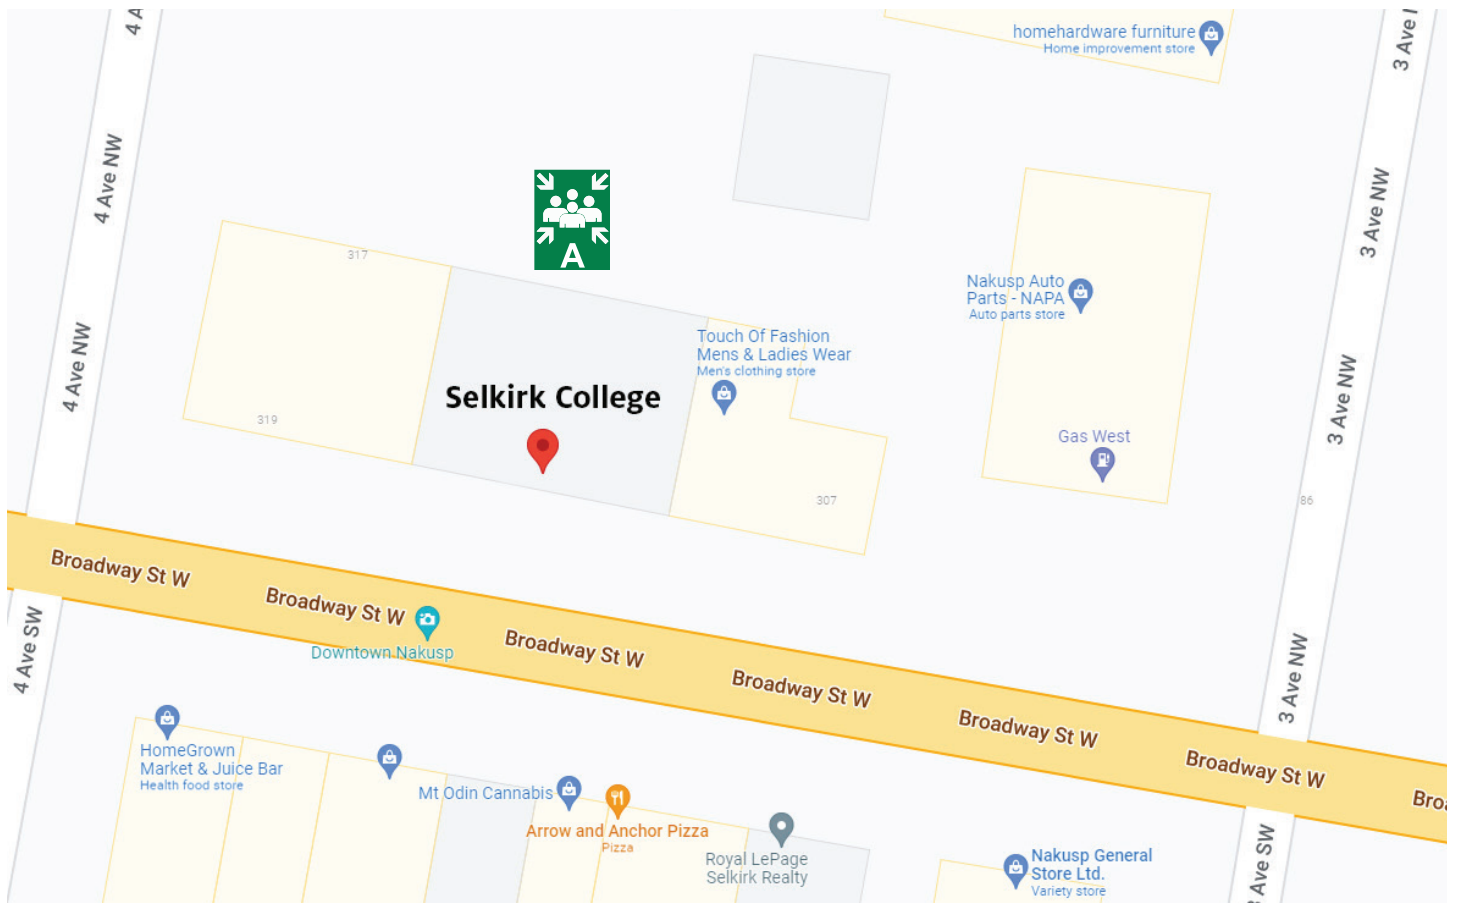 4 A
homehardware furniture
Home improvement store
3 Ave
4 Ave NW
3 Ave NW
A
317
Nakusp Auto
Parts - NAPA
Auto parts store
4 Ave NW
Touch Of Fashion
Mens & Ladies Wear
Men's clothing store
3 Ave NW
Selkirk College
319
Gas West
307
86
Broadway St W
Broadway St W
Broadway St W
Broadway St W
Broadway St W
Broadway St W
Bro
4 Ave SW
Downtown Nakusp
3 Ave NW
HomeGrown
Market & Juice Bar
Health food store
Mt Odin Cannabis
Arrow and Anchor Pizza
Pizza
Royal LePage
Selkirk Realty
Nakusp General
Store Ltd.
Variety store
3 Ave SW